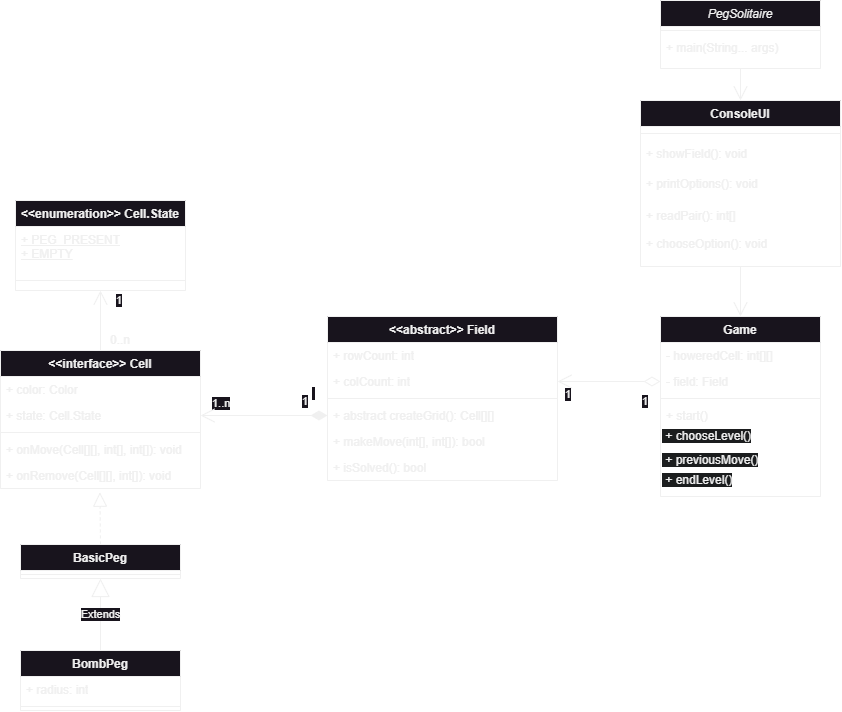 PegSolitaire
+ main(String... args)
ConsoleUI
+ showField(): void
+ printOptions(): void
+ readPair(): int[]
+ chooseOption(): void
<<enumeration>> Cell.State
+ PEG_PRESENT
+ EMPTY
1
0..n
<<interface>> Cell
+ color: Color
+ state: Cell.State
+ onMove(Cell[][], int[], int[]): void
+ onRemove(Cell[][], int[]): void
1..n
1
<<abstract>> Field
+ rowCount: int
+ colCount: int
+ abstract createGrid(): Cell[][]
+ makeMove(int[], int[]): bool
+ isSolved(): bool
1
1
Game
- howeredCell: int[][]
- field: Field
+ start()
+ chooseLevel()
+ previousMove()
+ endLevel()
BasicPeg
Extends
BombPeg
+ radius: int